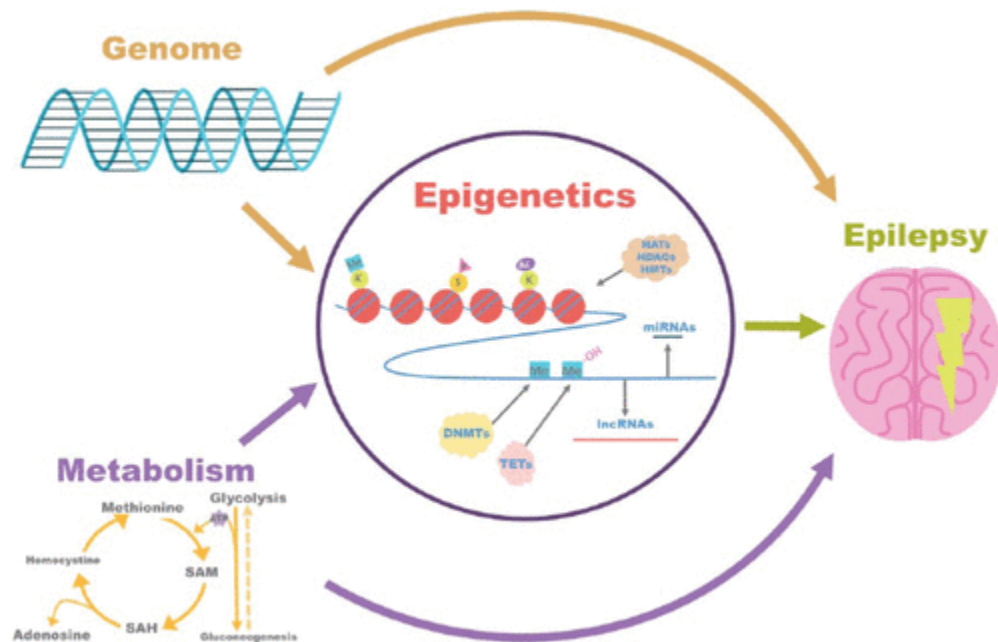 Genome
Epigenetics
Epilepsy
HATs
HDACs
HMTs
Me
K
S
Ac
K
miRNAs
-OH
Me
Me
DNMTs
TETs
lncRNAs
Metabolism
Glycolysis
Methionine
ATP
Homocystine
SAM
SAH
Adenosine
Gluconeogenesis